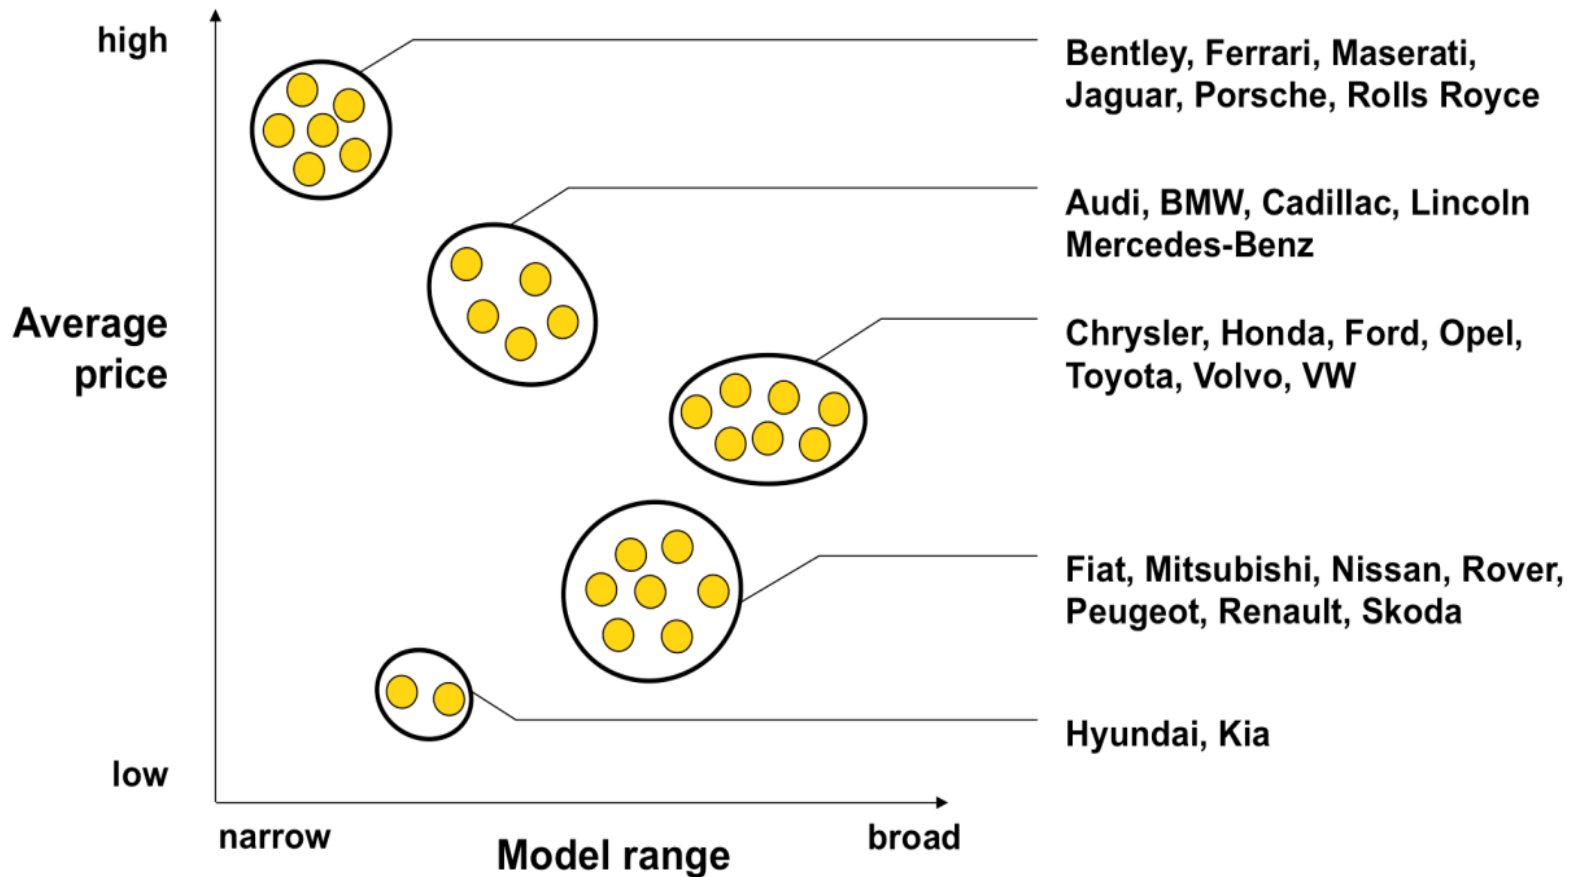 high
Bentley, Ferrari, Maserati,
Jaguar, Porsche, Rolls Royce
Audi, BMW, Cadillac, Lincoln
Mercedes-Benz
Average
price
Chrysler, Honda, Ford, Opel,
Toyota, Volvo, VW
Fiat, Mitsubishi, Nissan, Rover,
Peugeot, Renault, Skoda
Hyundai, Kia
low
narrow
Model range
broad